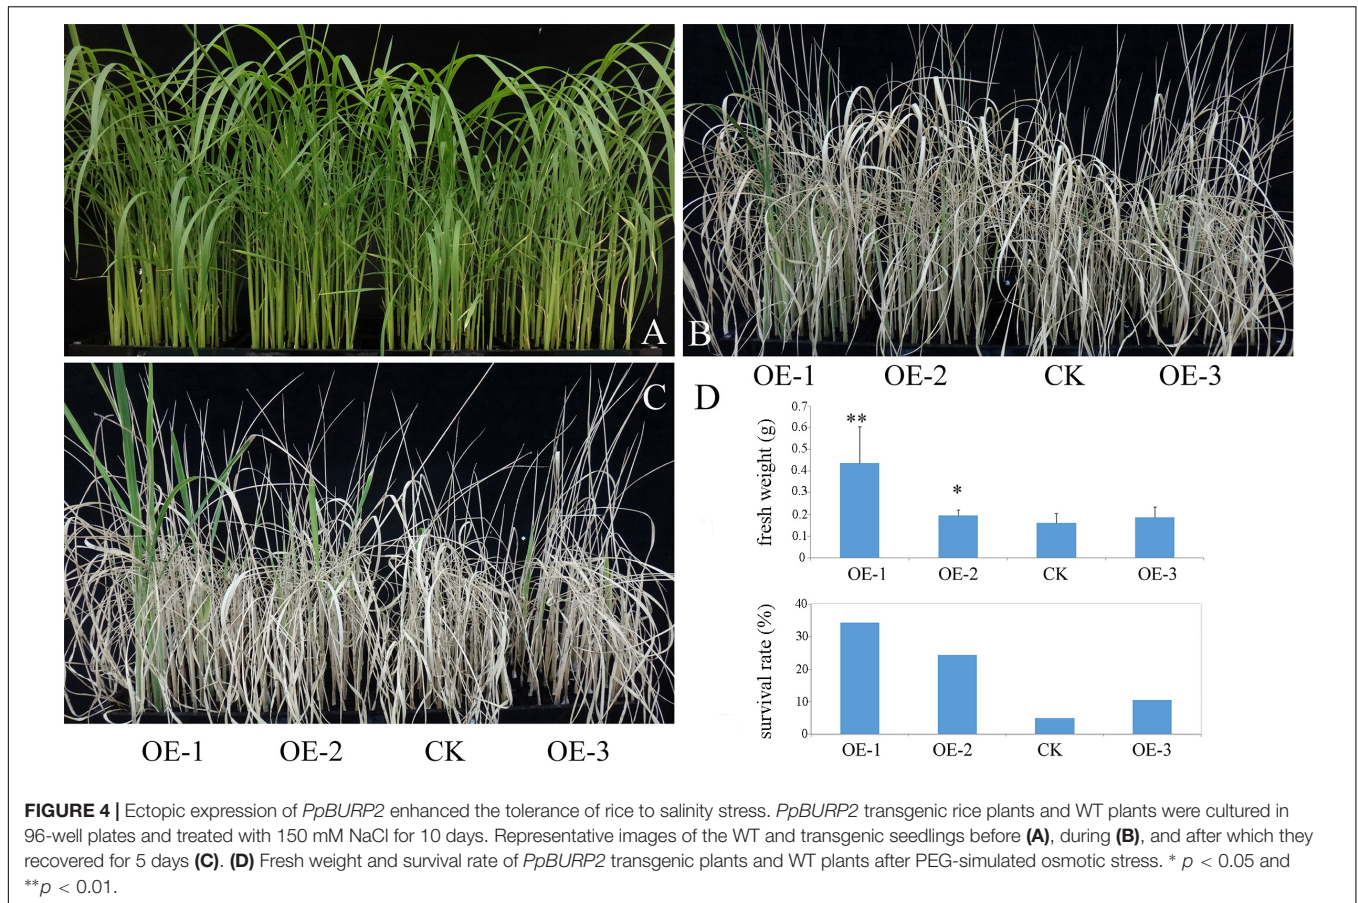 A
B
OE-1 OE-2 CK OE-3
C
OE-1 OE-2 CK OE-3
D
fresh weight (g)
0.7
0.6
0.5
0.4
0.3
0.2
0.1
0
**
*
OE-1 OE-2 CK OE-3
survival rate (%)
40
30
20
10
0
OE-1 OE-2 CK OE-3
FIGURE 4 | Ectopic expression of PpBURP2 enhanced the tolerance of rice to salinity stress. PpBURP2 transgenic rice plants and WT plants were cultured in
96-well plates and treated with 150 mM NaCl for 10 days. Representative images of the WT and transgenic seedlings before (A), during (B), and after which they
recovered for 5 days (C). (D) Fresh weight and survival rate of PpBURP2 transgenic plants and WT plants after PEG-simulated osmotic stress. * p < 0.05 and
**p < 0.01.